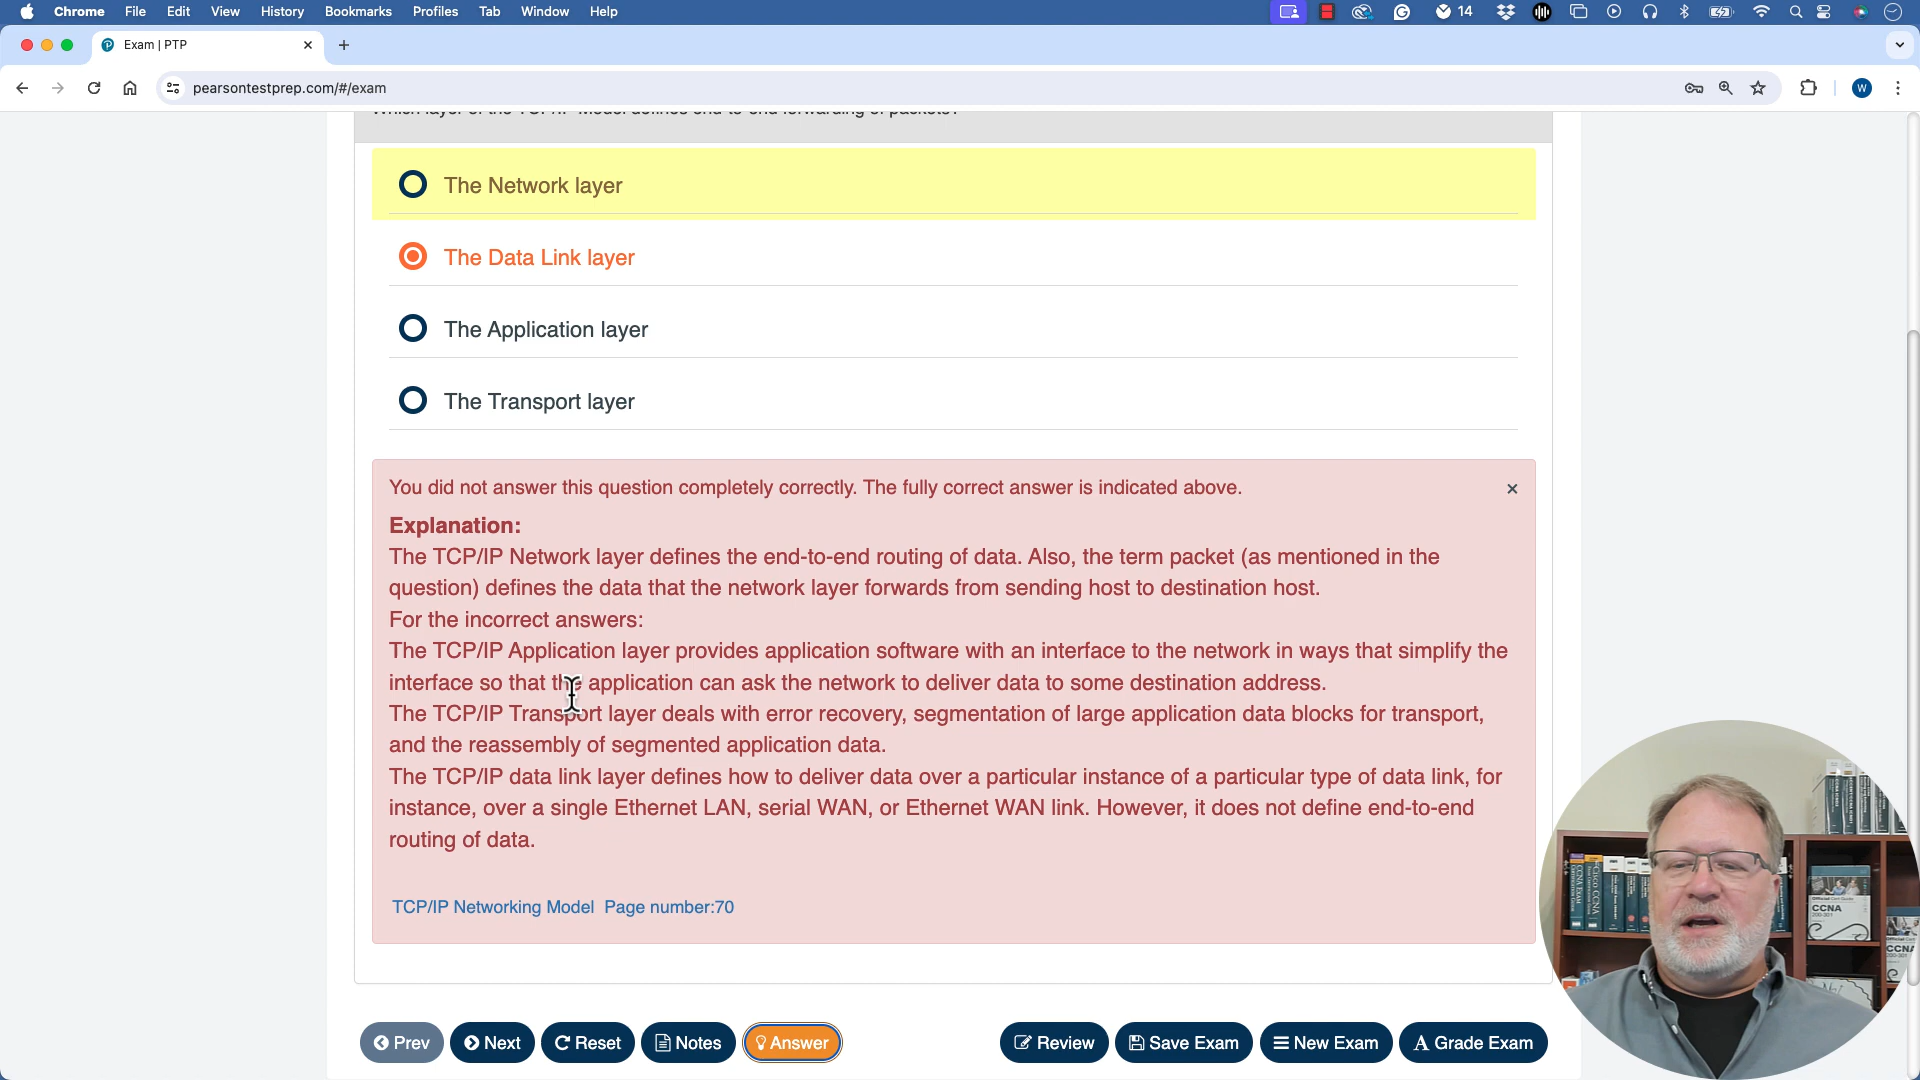 Chrome File Edit View History Bookmarks Profiles Tab Window Help 14
Exam | PTP
pearsontestprep.com/#/exam
W
The Network layer
The Data Link layer
The Application layer
The Transport layer
You did not answer this question completely correctly. The fully correct answer is indicated above.
Explanation:
The TCP/IP Network layer defines the end-to-end routing of data. Also, the term packet (as mentioned in the
question) defines the data that the network layer forwards from sending host to destination host.
For the incorrect answers:
The TCP/IP Application layer provides application software with an interface to the network in ways that simplify the
interface so that the application can ask the network to deliver data to some destination address.
The TCP/IP Transport layer deals with error recovery, segmentation of large application data blocks for transport,
and the reassembly of segmented application data.
The TCP/IP data link layer defines how to deliver data over a particular instance of a particular type of data link, for
instance, over a single Ethernet LAN, serial WAN, or Ethernet WAN link. However, it does not define end-to-end
routing of data.
TCP/IP Networking Model Page number:70
Prev Next Reset Notes Answer Review Save Exam New Exam Grade Exam
CCNA